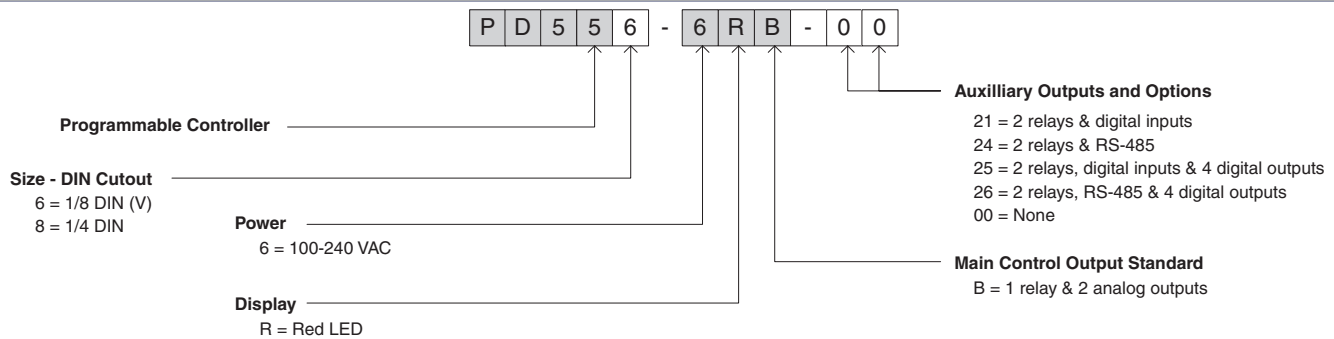 P D 5 5 6 - 6 R B - 0 0
Programmable Controller
Size - DIN Cutout
6 = 1/8 DIN (V)
8 = 1/4 DIN
Power
6 = 100-240 VAC
Display
R = Red LED
Auxilliary Outputs and Options
21 = 2 relays & digital inputs
24 = 2 relays & RS-485
25 = 2 relays, digital inputs & 4 digital outputs
26 = 2 relays, RS-485 & 4 digital outputs
00 = None
Main Control Output Standard
B = 1 relay & 2 analog outputs